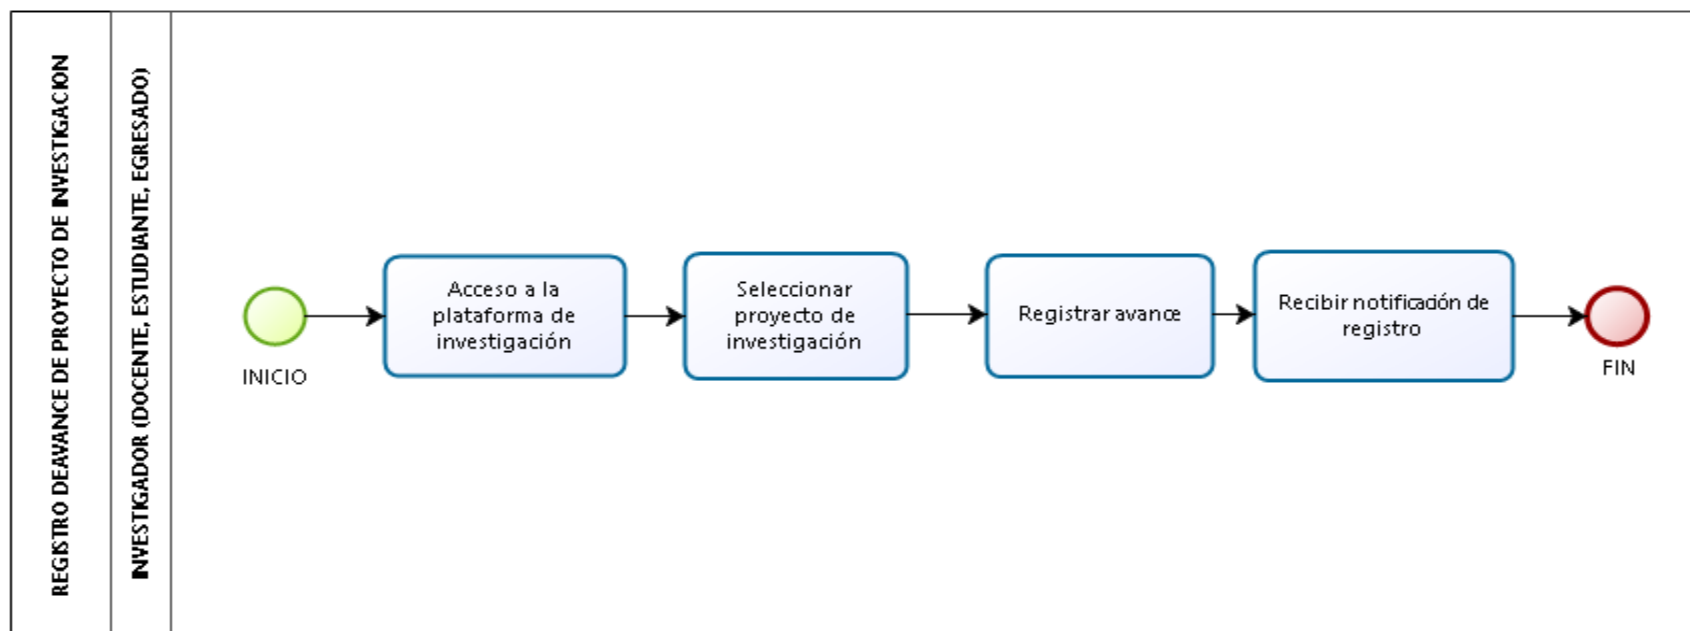 REGISTRO DEAVANCE DE PROYECTO DE INVESTIGACION
INVESTIGADOR (DOCENTE, ESTUDIANTE, EGRESADO)
INICIO
Acceso a la
plataforma de
investigación
Seleccionar
proyecto de
investigación
Registrar avance
Recibir notificación de
registro
FIN